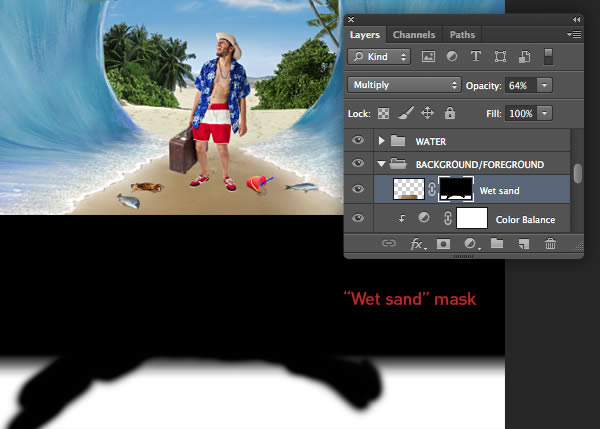 Layers Channels Paths
Kind
Multiply Opacity: 64%
Lock: Fill: 100%
WATER
BACKGROUND/FOREGROUND
Wet sand
Color Balance
fx
“Wet sand” mask